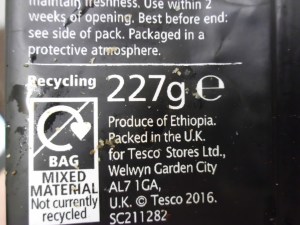 maintain freshness. Use within 2
weeks of opening. Best before end:
see side of pack. Packaged in a
protective atmosphere.
Recycling
227g e
BAG
MIXED
MATERIAL
Not currently
recycled
Produce of Ethiopia.
Packed in the U.K.
for Tesco Stores Ltd.,
Welwyn Garden City
AL7 1GA,
U.K. © Tesco 2016.
SC211282